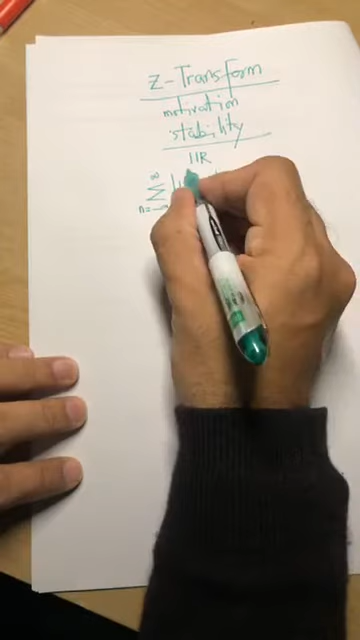 z-Transform
motivation
stability
IIR
∞
∑ |
n=-∞